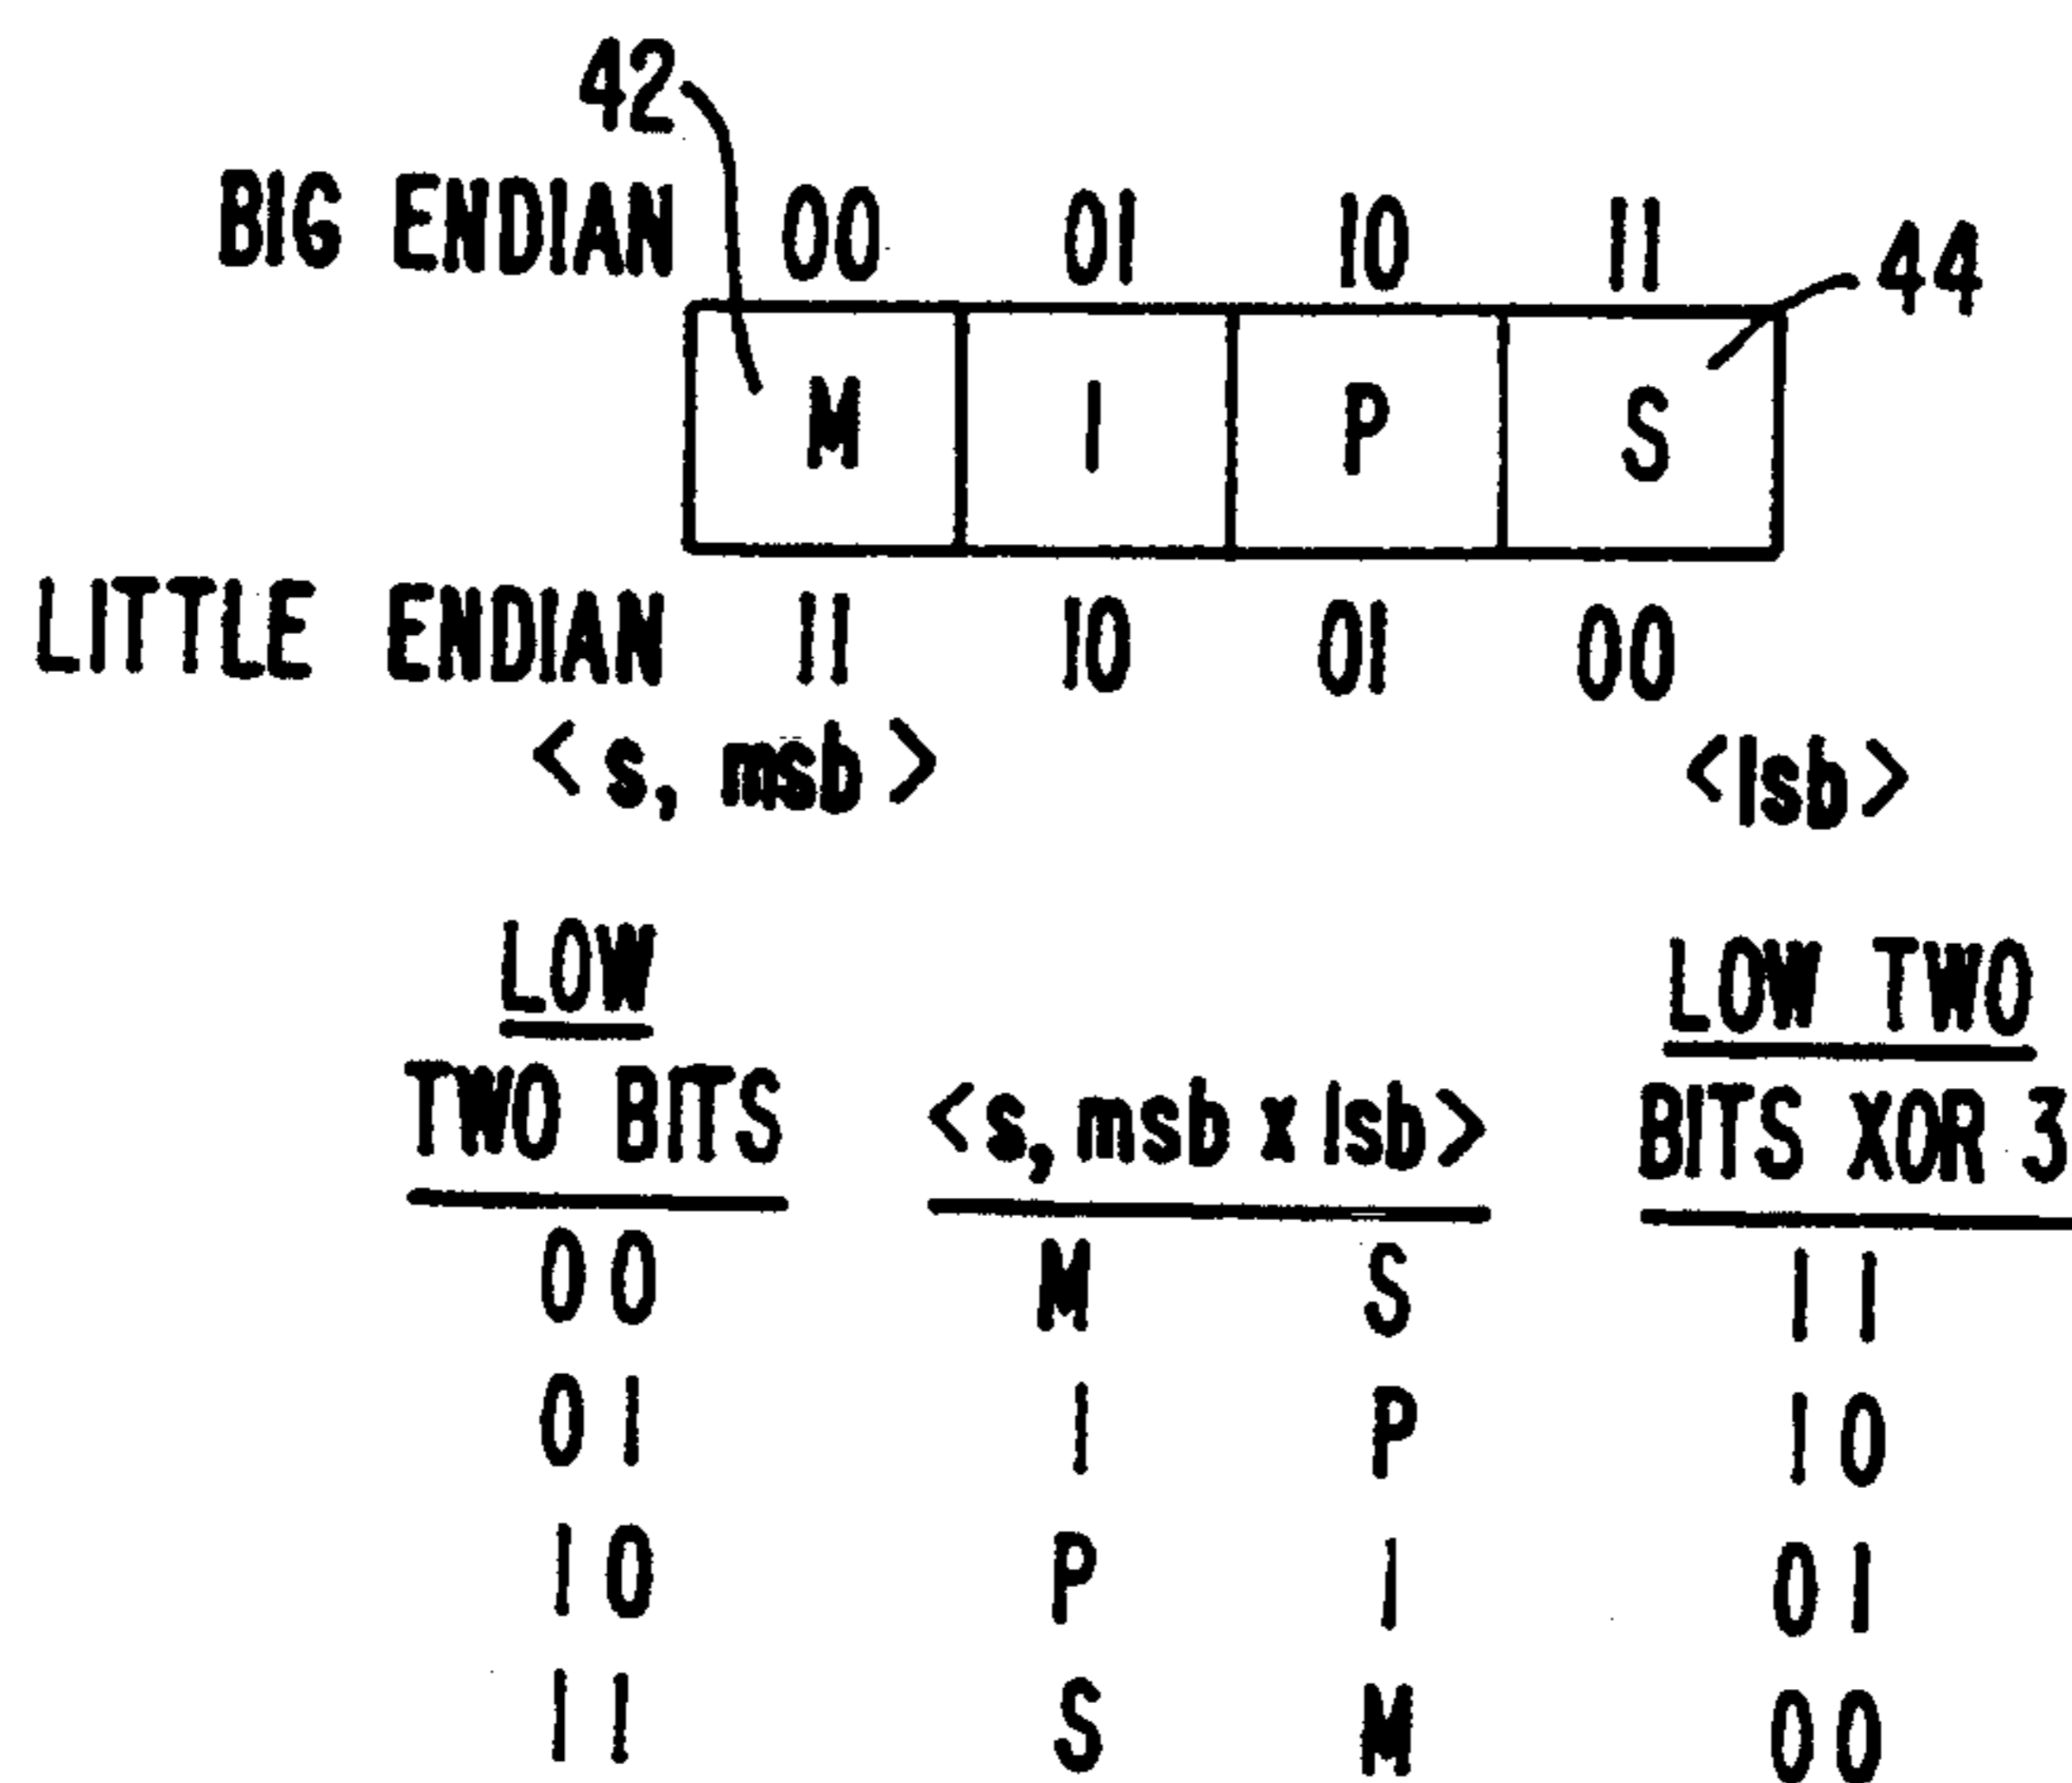 42
BIG ENDIAN 00 01 10 11
44
M I P S
LITTLE ENDIAN 11 10 01 00
< s, msb > <lsb>
LOW LOW TWO
TWO BITS <s, msb x lsb> BITS XOR 3
00 M S 11
01 I P 10
10 P I 01
11 S M 00